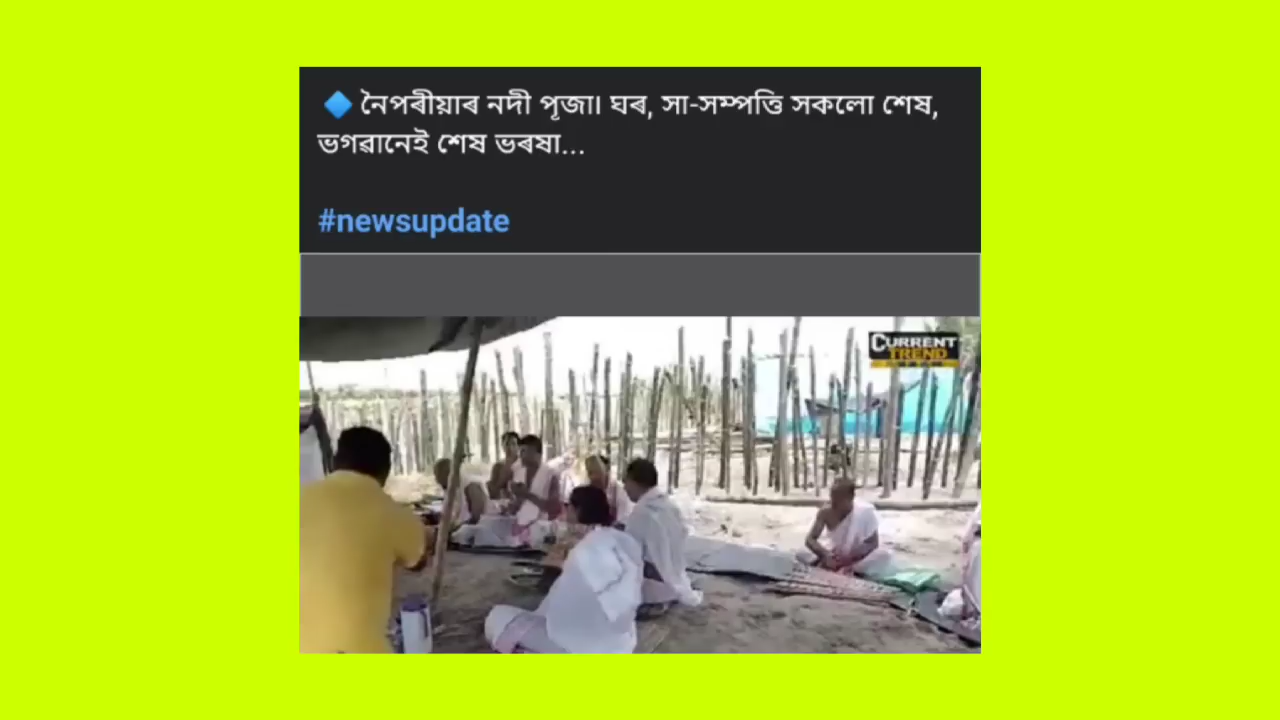 🔷 নৈপৰীয়াৰ নদী পূজা। ঘৰ, সা-সম্পত্তি সকলো শেষ,
ভগৱানেই শেষ ভৰষা...
#newsupdate
CURRENT
TREND